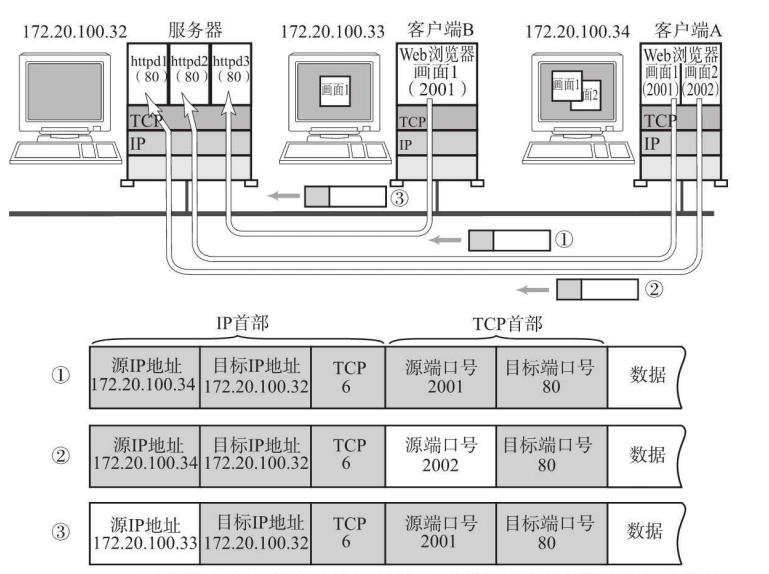 172.20.100.32
服务器
172.20.100.33
客户端B
172.20.100.34
客户端A
httpd1
(80)
httpd2
(80)
httpd3
(80)
TCP
IP
画面1
Web浏览器
画面1
(2001)
TCP
IP
画面1
面2
Web浏览器
画面1
(2001)
画面2
(2002)
TCP
IP
③
①
②
IP首部
TCP首部
①
源IP地址
172.20.100.34
目标IP地址
172.20.100.32
TCP
6
源端口号
2001
目标端口号
80
数据
②
源IP地址
172.20.100.34
目标IP地址
172.20.100.32
TCP
6
源端口号
2002
目标端口号
80
数据
③
源IP地址
172.20.100.33
目标IP地址
172.20.100.32
TCP
6
源端口号
2001
目标端口号
80
数据